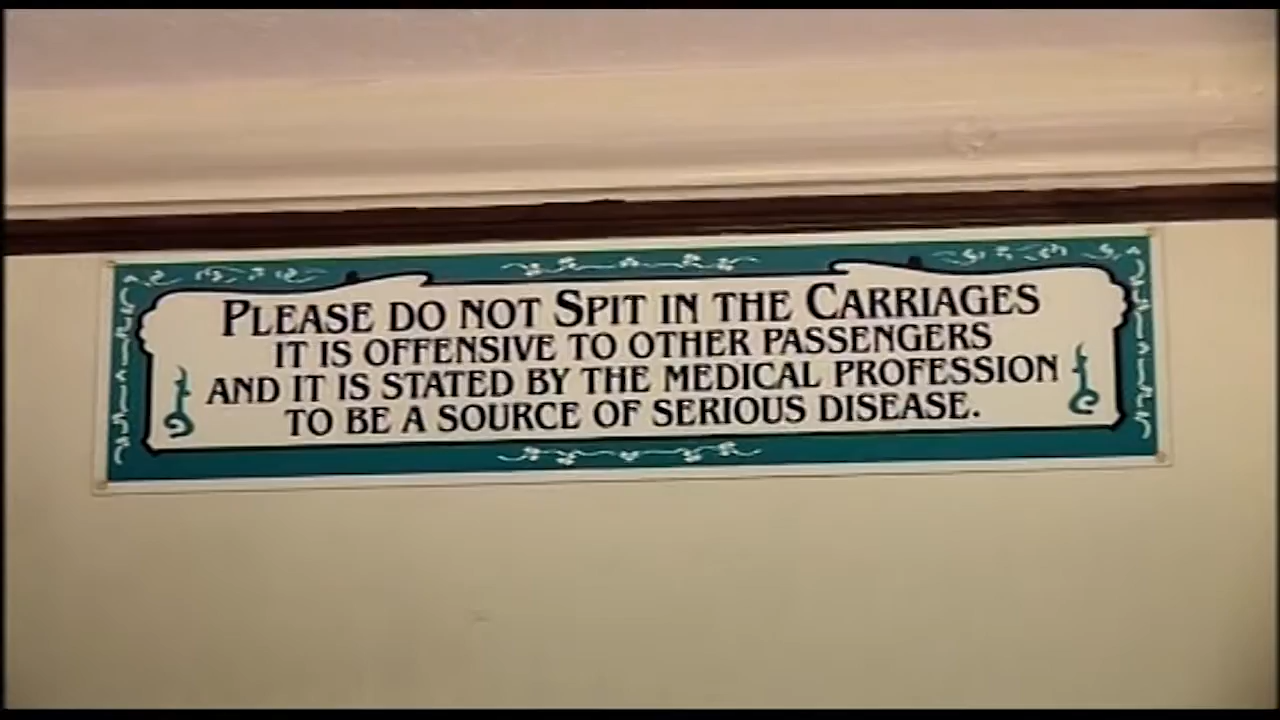 PLEASE DO NOT SPIT IN THE CARRIAGES
IT IS OFFENSIVE TO OTHER PASSENGERS
AND IT IS STATED BY THE MEDICAL PROFESSION
TO BE A SOURCE OF SERIOUS DISEASE.